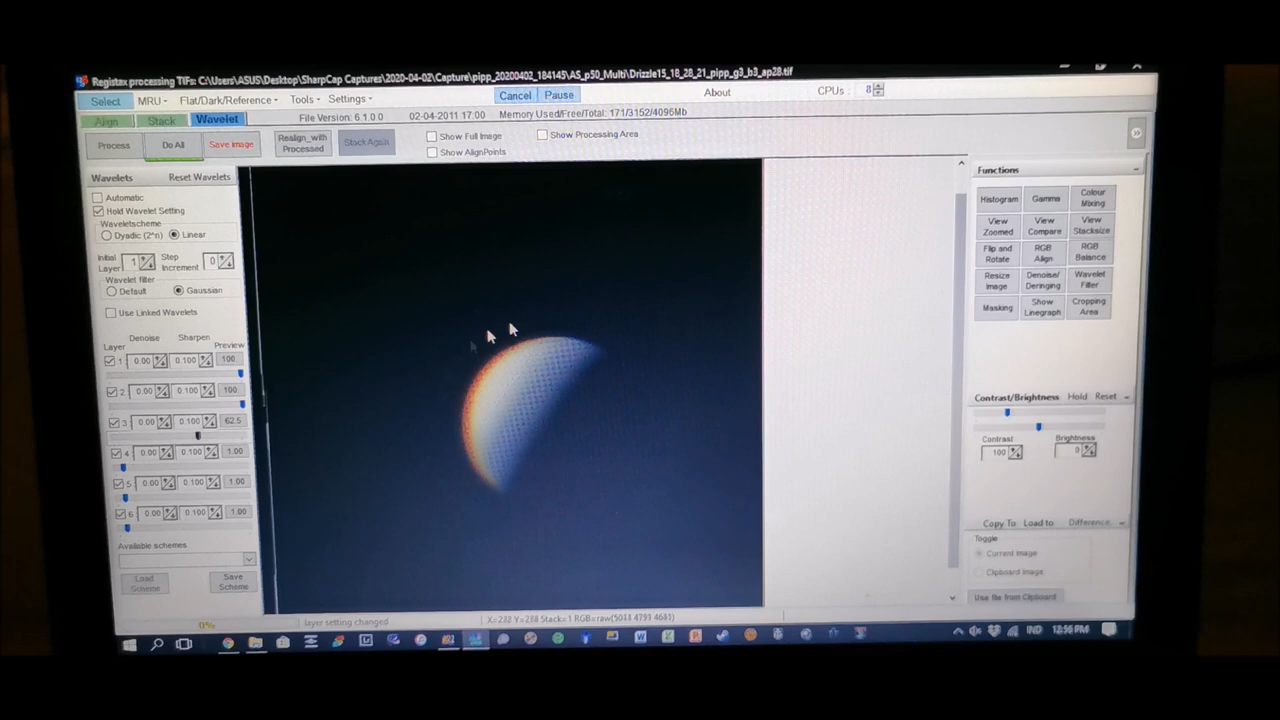 Registax processing TIFs: C:\Users\ASUS\Desktop\SharpCap Captures\2020-04-02\Capture\pipp_20200402_184145\AS_p50_Multi\Drizzle15_18_28_21_pipp_g3_b3_ap28.tif
Select MRU Flat/Dark/Reference Tools Settings Cancel Pause About CPUs : 8
Align Stack Wavelet File Version: 6.1.0.0 02-04-2011 17:00 Memory Used/Free/Total: 171/3152/4096Mb
Process Do All Save Image Realign_with Processed Stack Again
Show Full Image Show Processing Area
Show AlignPoints
Wavelets Reset Wavelets
Automatic
Hold Wavelet Setting
Waveletscheme
Dyadic (2^n) Linear
Initial Layer 1 Step Increment 0
Wavelet filter
Default Gaussian
Use Linked Wavelets
Denoise Sharpen
Layer Preview
1 0.00 0.100 100
2 0.00 0.100 100
3 0.00 0.100 62.5
4 0.00 0.100 1.00
5 0.00 0.100 1.00
6 0.00 0.100 1.00
Available schemes
Load Scheme Save Scheme
Functions
Histogram Gamma Colour Mixing
View Zoomed View Compare View Stacksize
Flip and Rotate RGB Align RGB Balance
Resize Image Denoise/Deringing Wavelet Filter
Masking Show Linegraph Cropping Area
Contrast/Brightness Hold Reset
Contrast Brightness
100 0
Copy To Load to Difference
Toggle
Current Image
Clipboard Image
Use file from Clipboard
0% layer setting changed
IND 12:56 PM